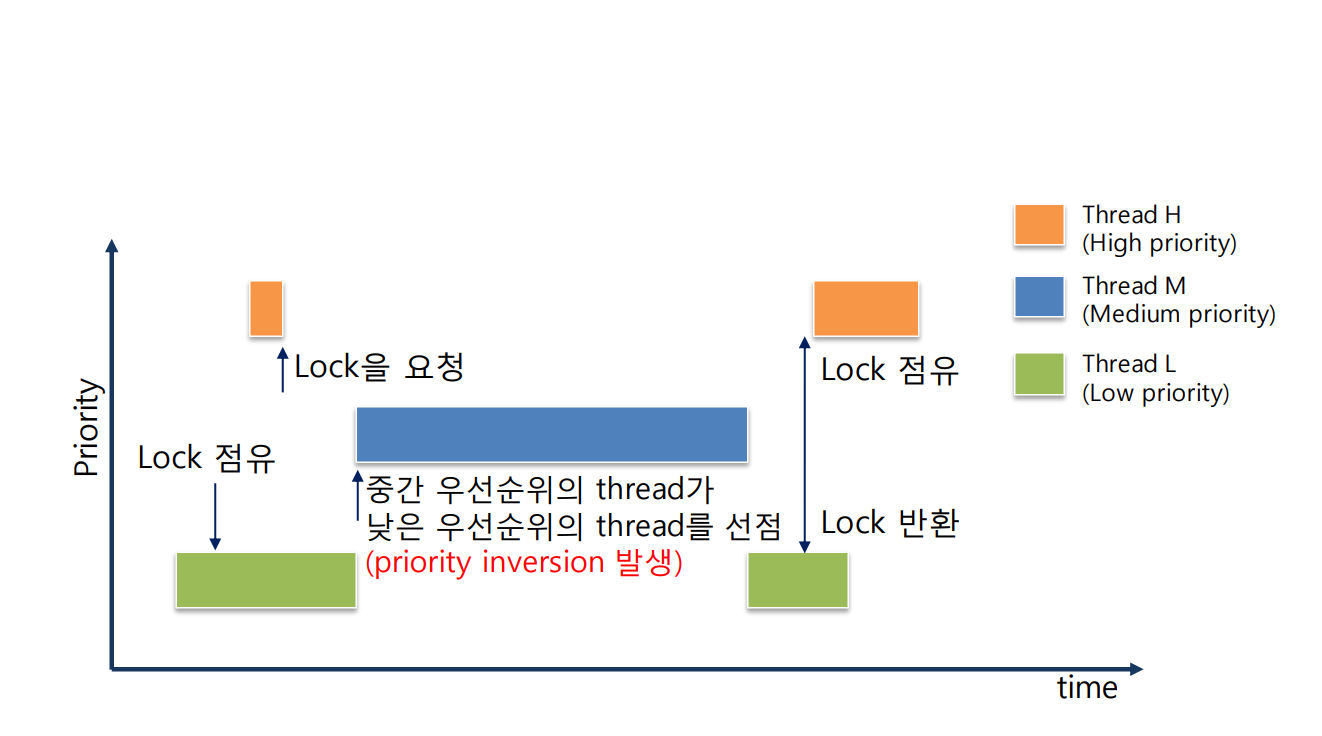 Thread H
(High priority)
Thread M
(Medium priority)
Thread L
(Low priority)
Priority
Lock을 요청
Lock 점유
Lock 점유
중간 우선순위의 thread가
낮은 우선순위의 thread를 선점
(priority inversion 발생)
Lock 반환
time